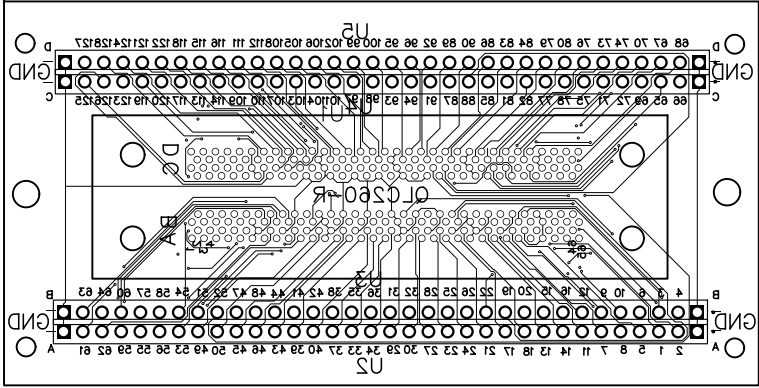 U5
D 127 128 124 121 122 118 115 116 111 112 108 105 106 102 99 100 95 96 92 89 90 86 83 84 79 80 76 73 74 70 67 68 D
GND GND
C 125 126 123 119 120 117 113 114 109 110 107 103 104 101 97 98 93 94 91 87 88 85 81 82 77 78 75 71 72 69 65 66 C
U1 U4
D C
QLC260-R
B A
U3
B 63 64 60 57 58 54 51 52 47 48 44 41 42 38 35 36 31 32 28 25 26 22 19 20 15 16 12 9 10 6 3 4 B
GND GND
A 61 62 59 55 56 53 49 50 45 46 43 39 40 37 33 34 29 30 27 23 24 21 17 18 13 14 11 7 8 5 1 2 A
U2